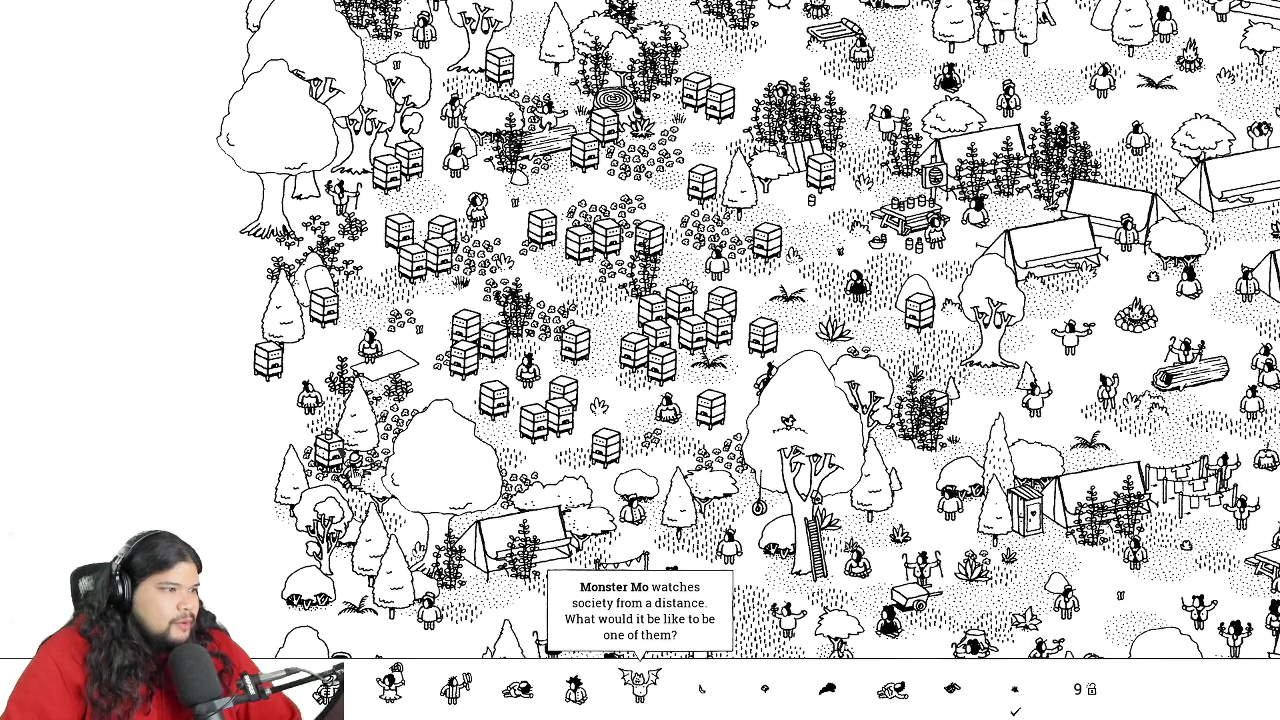 Monster Mo watches
society from a distance.
What would it be like to be
one of them?
9